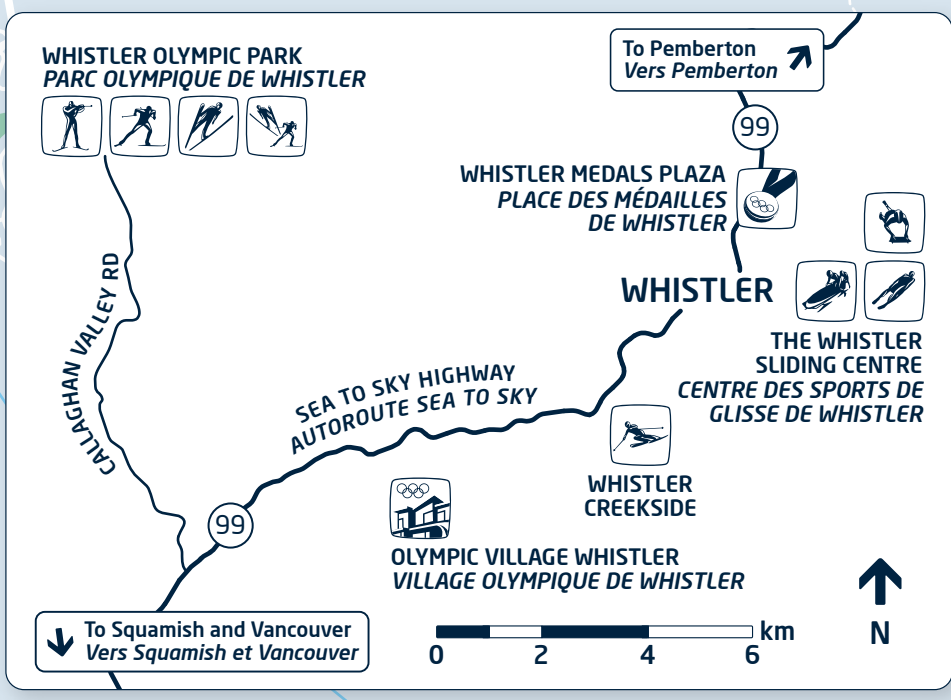 WHISTLER OLYMPIC PARK
PARC OLYMPIQUE DE WHISTLER
To Pemberton
Vers Pemberton
99
WHISTLER MEDALS PLAZA
PLACE DES MÉDAILLES
DE WHISTLER
WHISTLER
THE WHISTLER
SLIDING CENTRE
CENTRE DES SPORTS DE
GLISSE DE WHISTLER
CALLAGHAN VALLEY RD
SEA TO SKY HIGHWAY
AUTOROUTE SEA TO SKY
WHISTLER
CREEKSIDE
99
OLYMPIC VILLAGE WHISTLER
VILLAGE OLYMPIQUE DE WHISTLER
To Squamish and Vancouver
Vers Squamish et Vancouver
km
0 2 4 6
N